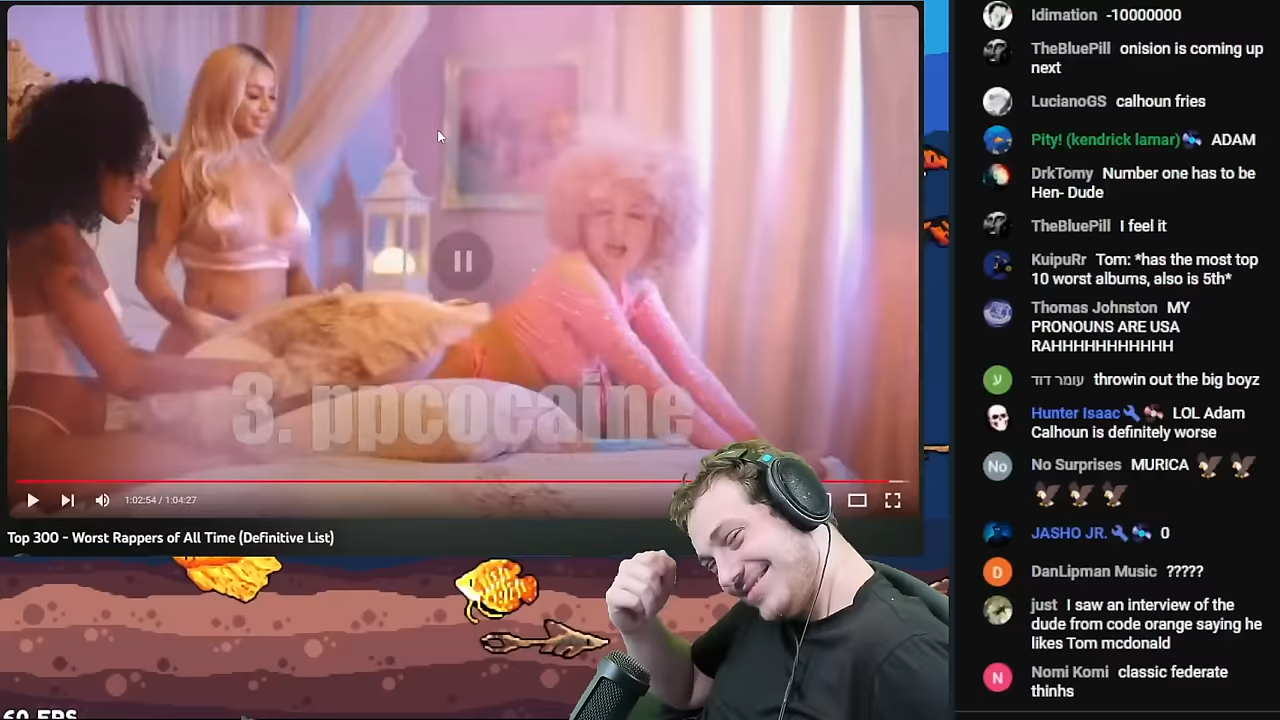 3. ppcocaine
1:02:54 / 1:04:27
Top 300 - Worst Rappers of All Time (Definitive List)
60 FPS
Idimation -10000000
TheBluePill onision is coming up
next
LucianoGS calhoun fries
Pity! (kendrick lamar) ADAM
DrkTomy Number one has to be
Hen- Dude
TheBluePill I feel it
KuipuRr Tom: *has the most top
10 worst albums, also is 5th*
Thomas Johnston MY
PRONOUNS ARE USA
RAHHHHHHHHHHH
ע עומר דוד throwin out the big boyz
Hunter Isaac LOL Adam
Calhoun is definitely worse
No No Surprises MURICA
JASHO JR. 0
D DanLipman Music ?????
just I saw an interview of the
dude from code orange saying he
likes Tom mcdonald
N Nomi Komi classic federate
thinhs